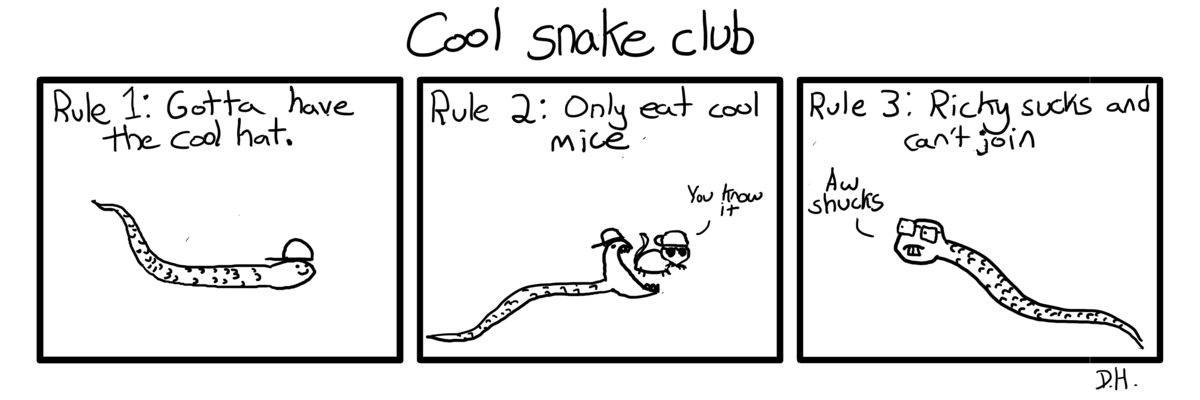 Cool snake club
Rule 1: Gotta have
the cool hat.
Rule 2: Only eat cool
mice
You know
it
Rule 3: Ricky sucks and
can't join
Aw
shucks
D.H.